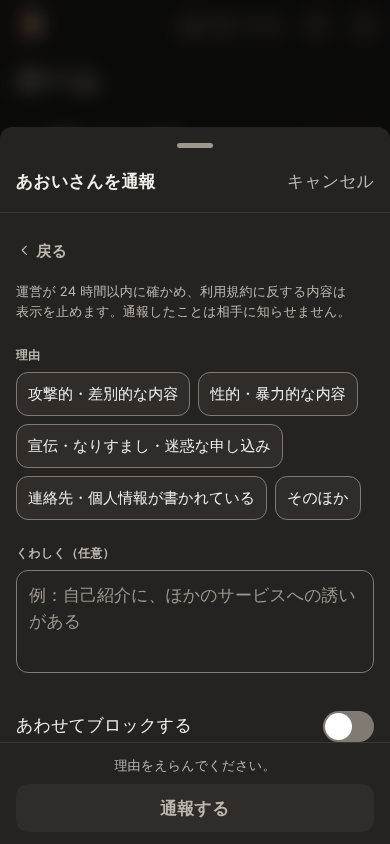 あおいさんを通報
キャンセル
戻る
運営が 24 時間以内に確かめ、利用規約に反する内容は
表示を止めます。通報したことは相手に知らせません。
理由
攻撃的・差別的な内容
性的・暴力的な内容
宣伝・なりすまし・迷惑な申し込み
連絡先・個人情報が書かれている
そのほか
くわしく（任意）
例：自己紹介に、ほかのサービスへの誘い
がある
あわせてブロックする
理由をえらんでください。
通報する